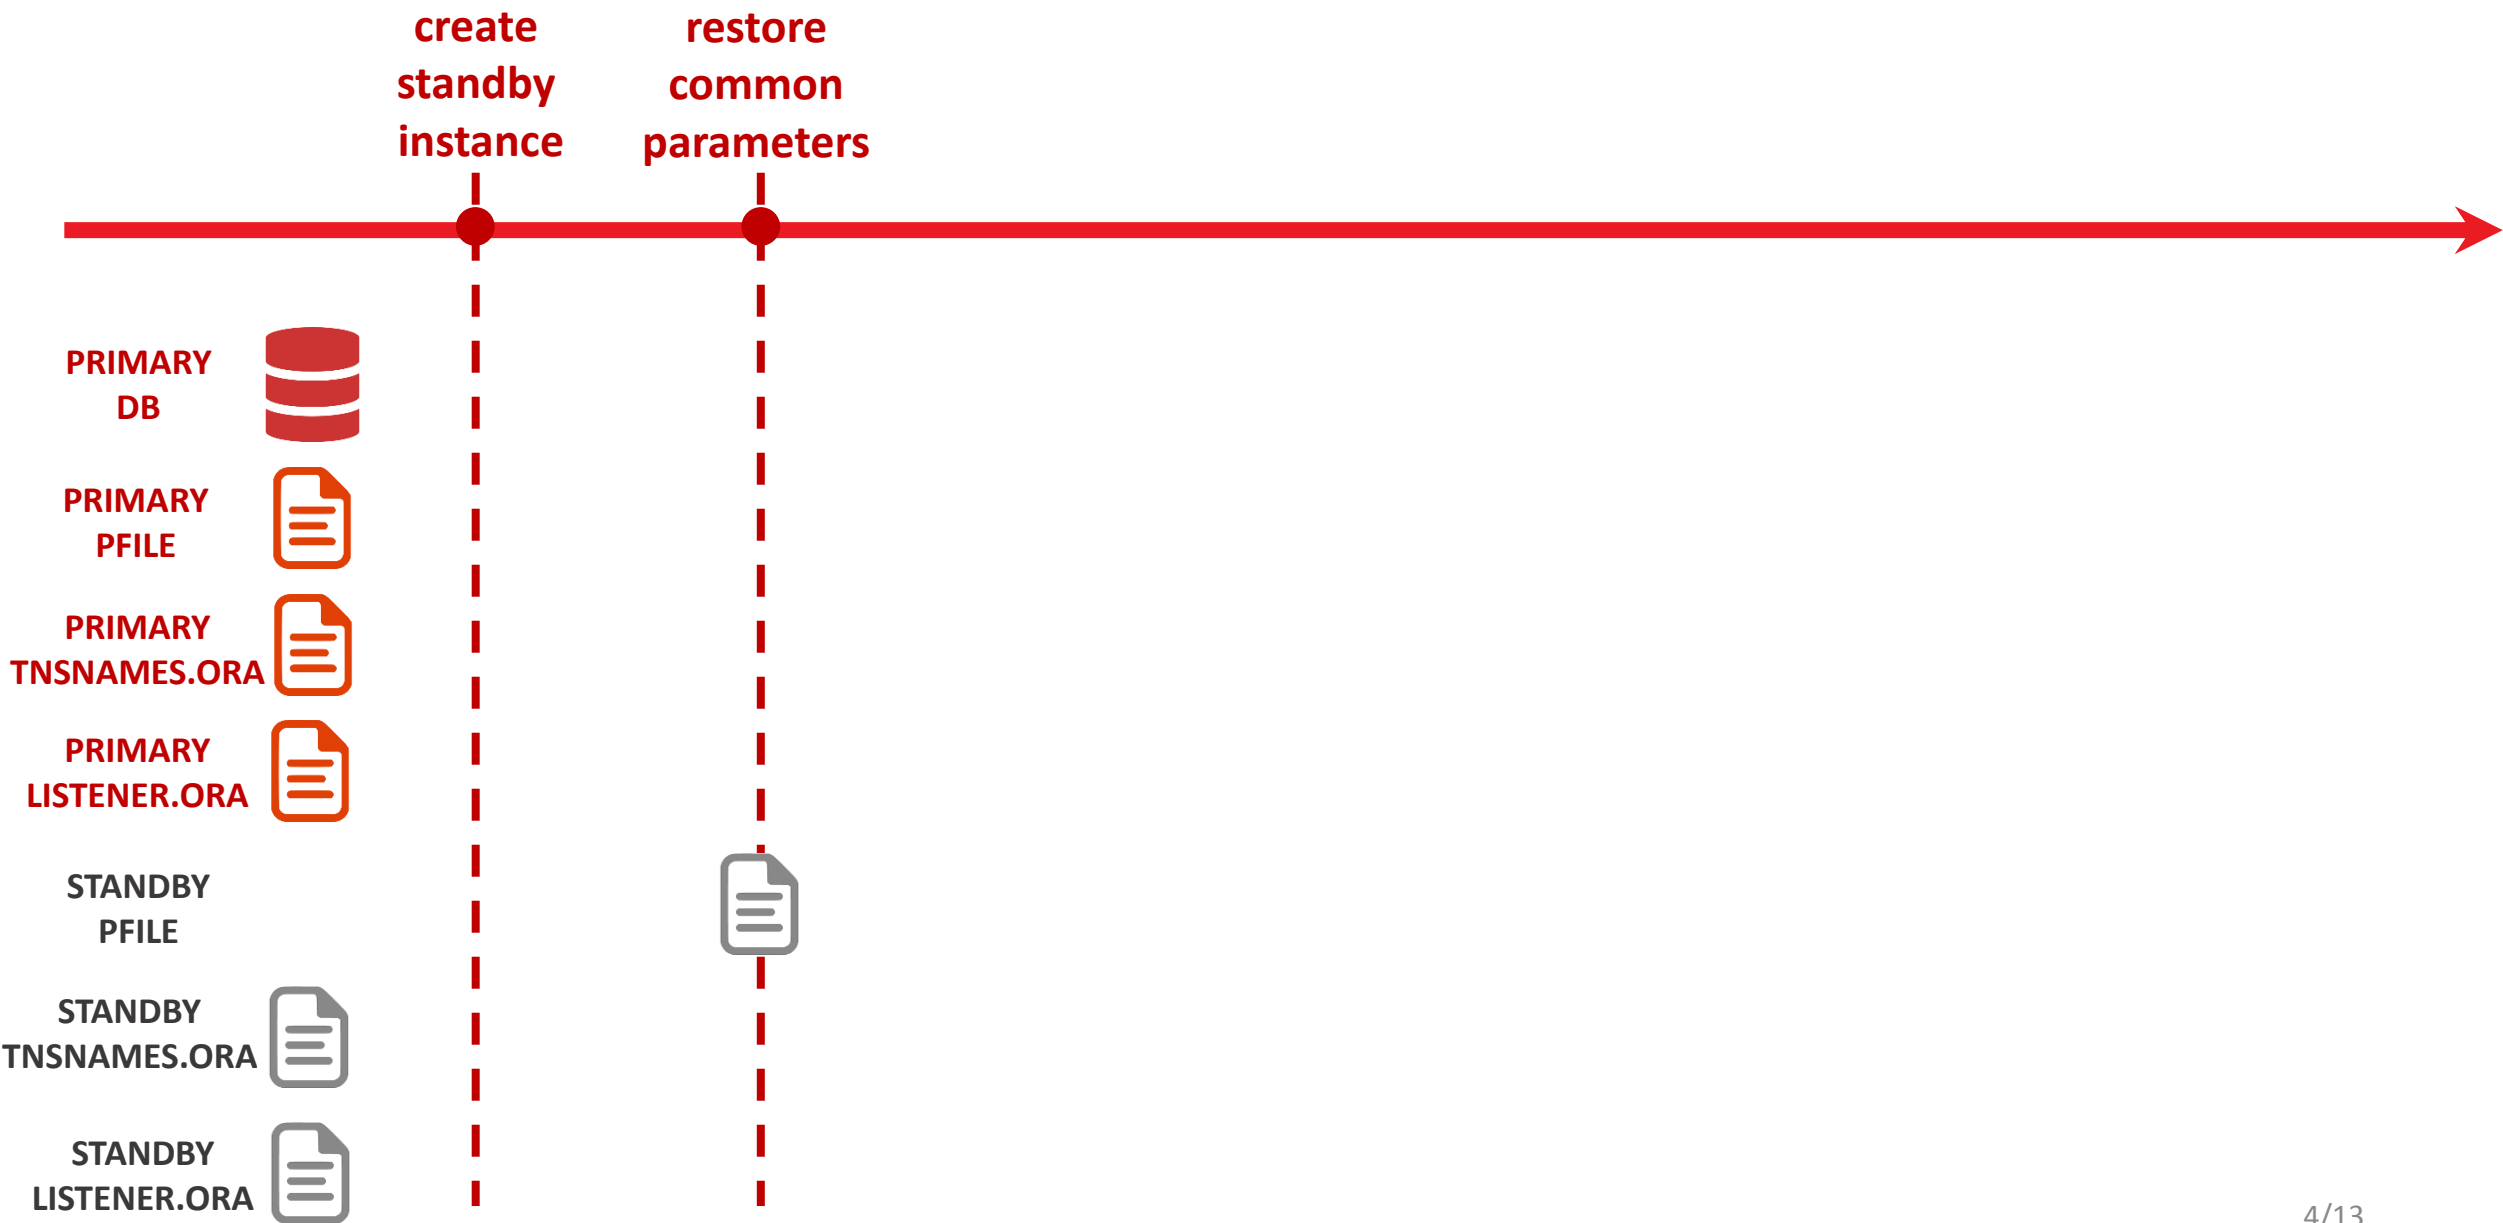 create
standby
instance
restore
common
parameters
PRIMARY
DB
PRIMARY
PFILE
PRIMARY
TNSNAMES.ORA
PRIMARY
LISTENER.ORA
STANDBY
PFILE
STANDBY
TNSNAMES.ORA
STANDBY
LISTENER.ORA
4/13